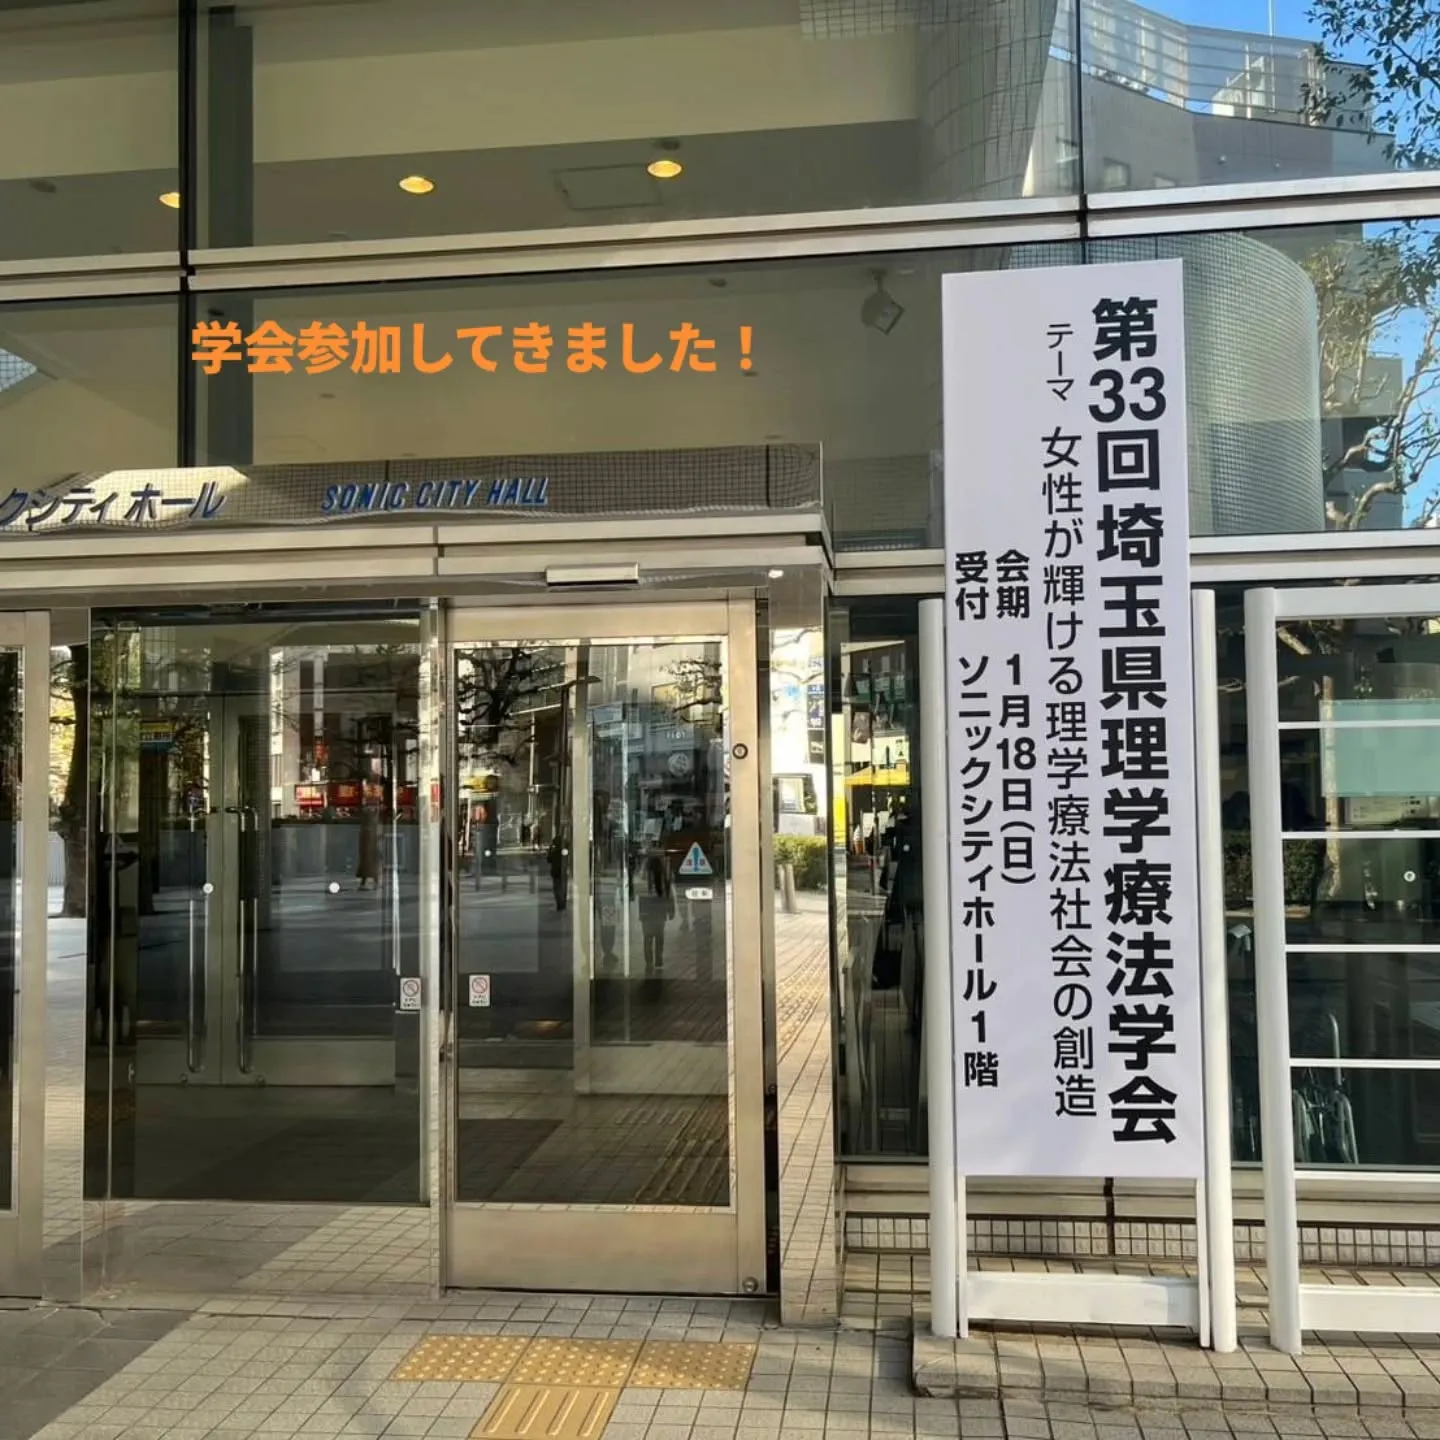 学会参加してきました！
クシティ ホール
SONIC CITY HALL
第33回埼玉県理学療法学会
テーマ 女性が輝ける理学療法社会の創造
会期 1月18日（日）
受付 ソニックシティホール1階